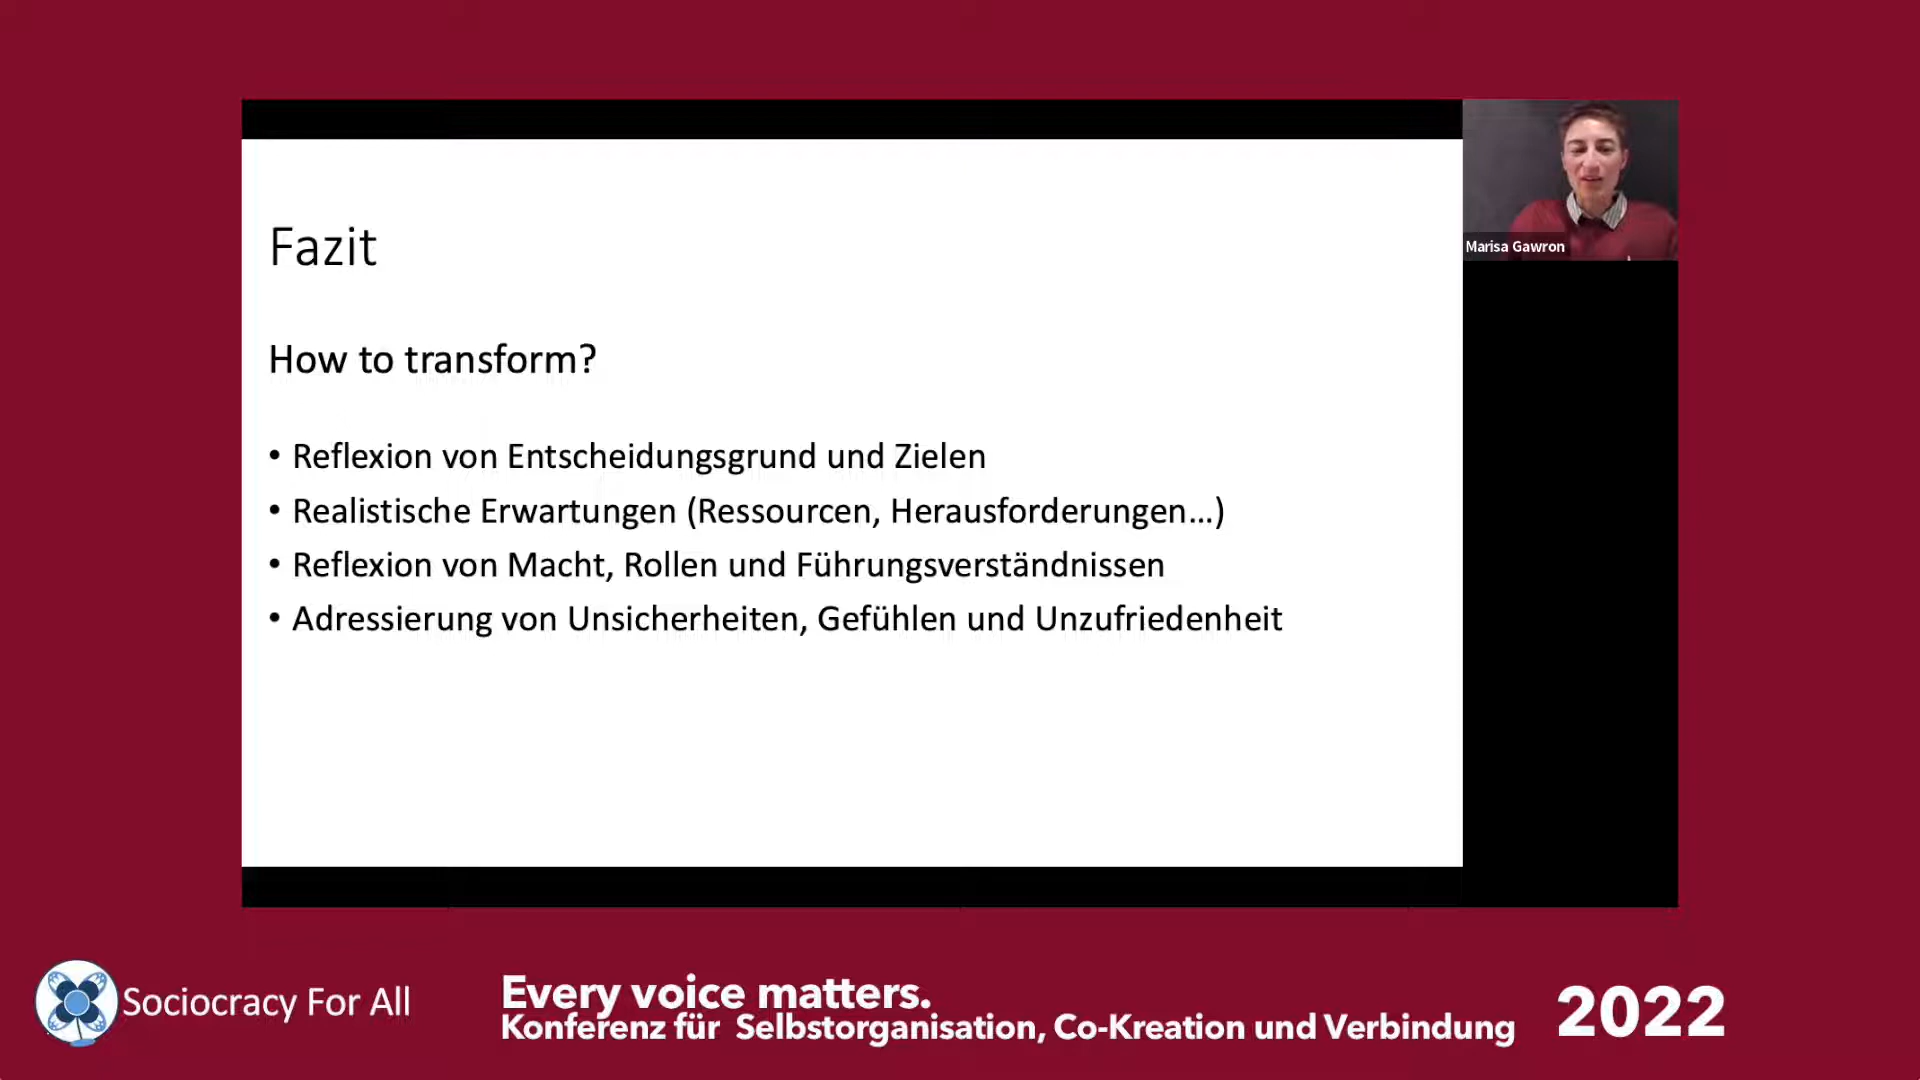 Fazit
How to transform?
• Reflexion von Entscheidungsgrund und Zielen
• Realistische Erwartungen (Ressourcen, Herausforderungen...)
• Reflexion von Macht, Rollen und Führungsverständnissen
• Adressierung von Unsicherheiten, Gefühlen und Unzufriedenheit
Marisa Gawron
Sociocracy For All
Every voice matters.
Konferenz für Selbstorganisation, Co-Kreation und Verbindung
2022